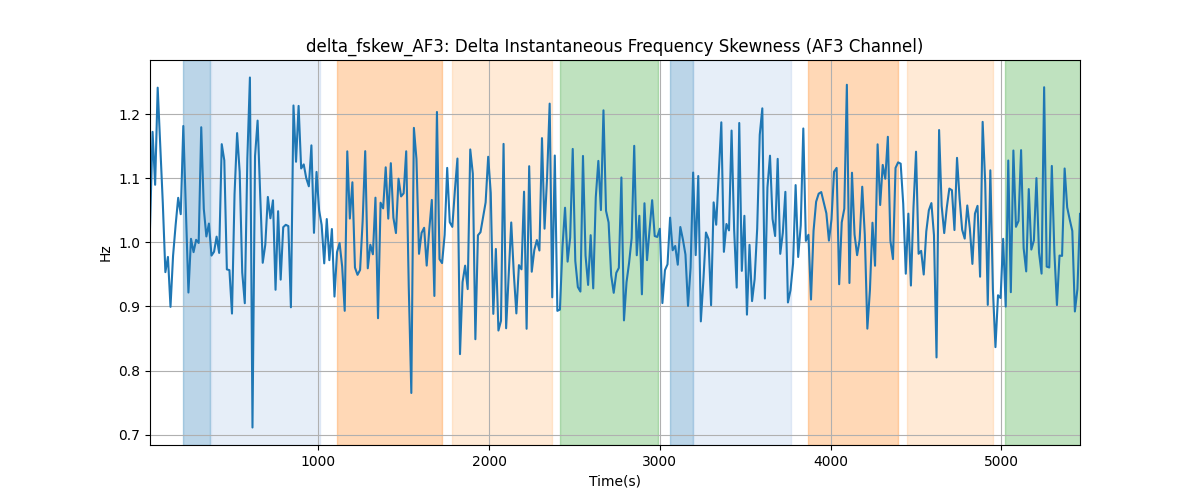 delta_fskew_AF3: Delta Instantaneous Frequency Skewness (AF3 Channel)
1.2
1.1
1.0
0.9
0.8
0.7
Hz
1000 2000 3000 4000 5000
Time(s)